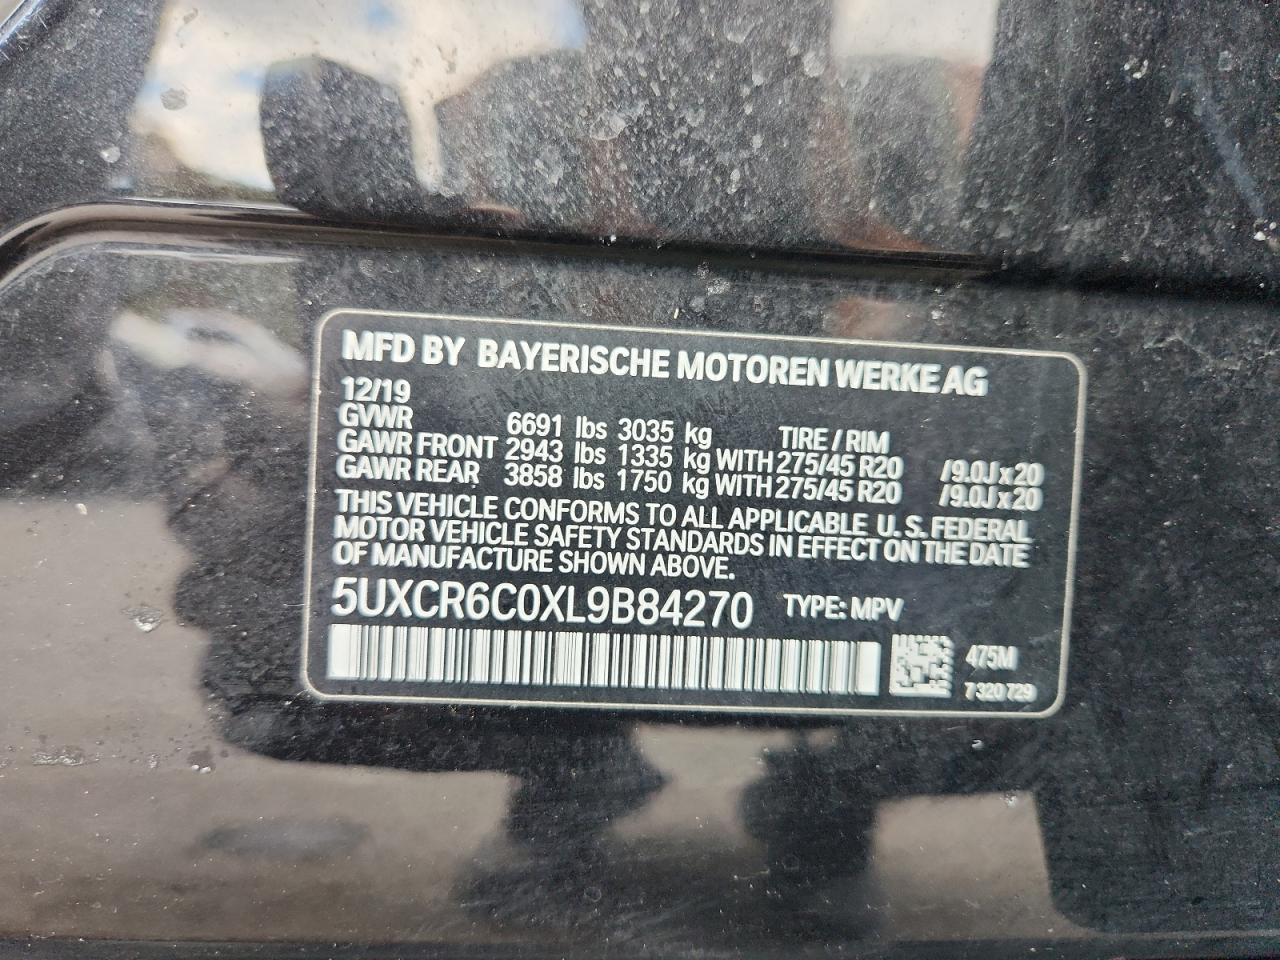 MFD BY BAYERISCHE MOTOREN WERKE AG
12/19
GVWR 6691 lbs 3035 kg TIRE / RIM
GAWR FRONT 2943 lbs 1335 kg WITH 275/45 R20 /9.0J x 20
GAWR REAR 3858 lbs 1750 kg WITH 275/45 R20 /9.0J x 20
THIS VEHICLE CONFORMS TO ALL APPLICABLE U.S. FEDERAL
MOTOR VEHICLE SAFETY STANDARDS IN EFFECT ON THE DATE
OF MANUFACTURE SHOWN ABOVE.
5UXCR6C0XL9B84270 TYPE: MPV
475M
7 320 729